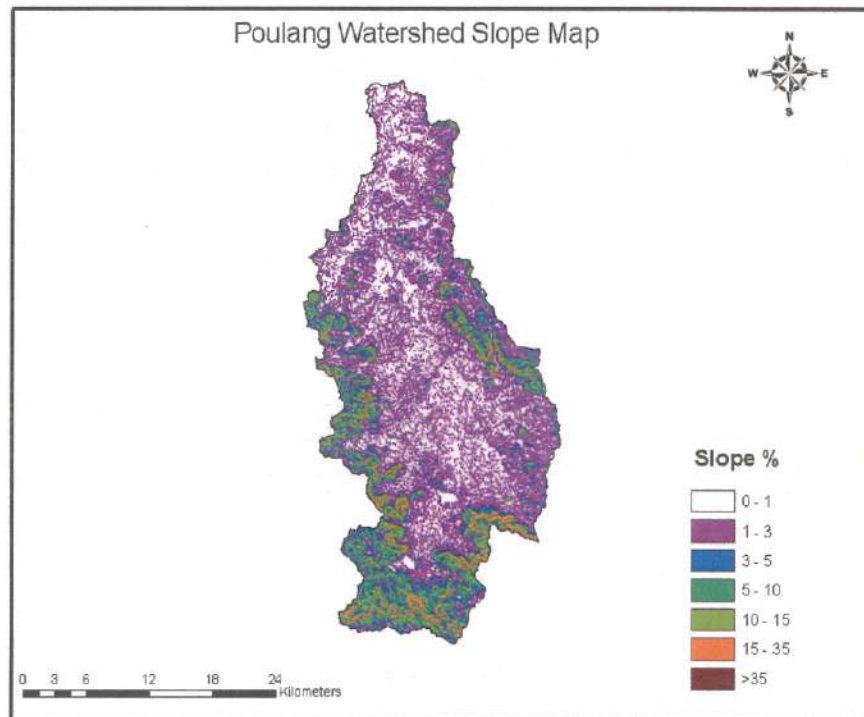 Poulang Watershed Slope Map
N
W E
S
Slope %
0 - 1
1 - 3
3 - 5
5 - 10
10 - 15
15 - 35
>35
0 3 6 12 18 24
Kilometers